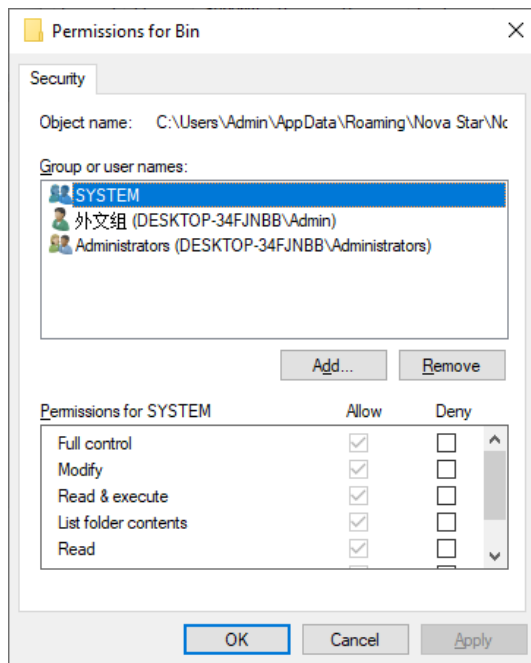 Permissions for Bin
Security
Object name: C:\Users\Admin\AppData\Roaming\Nova Star\Nc
Group or user names:
SYSTEM
外文组 (DESKTOP-34FJNBB\Admin)
Administrators (DESKTOP-34FJNBB\Administrators)
Add... Remove
Permissions for SYSTEM Allow Deny
Full control
Modify
Read & execute
List folder contents
Read
OK Cancel Apply